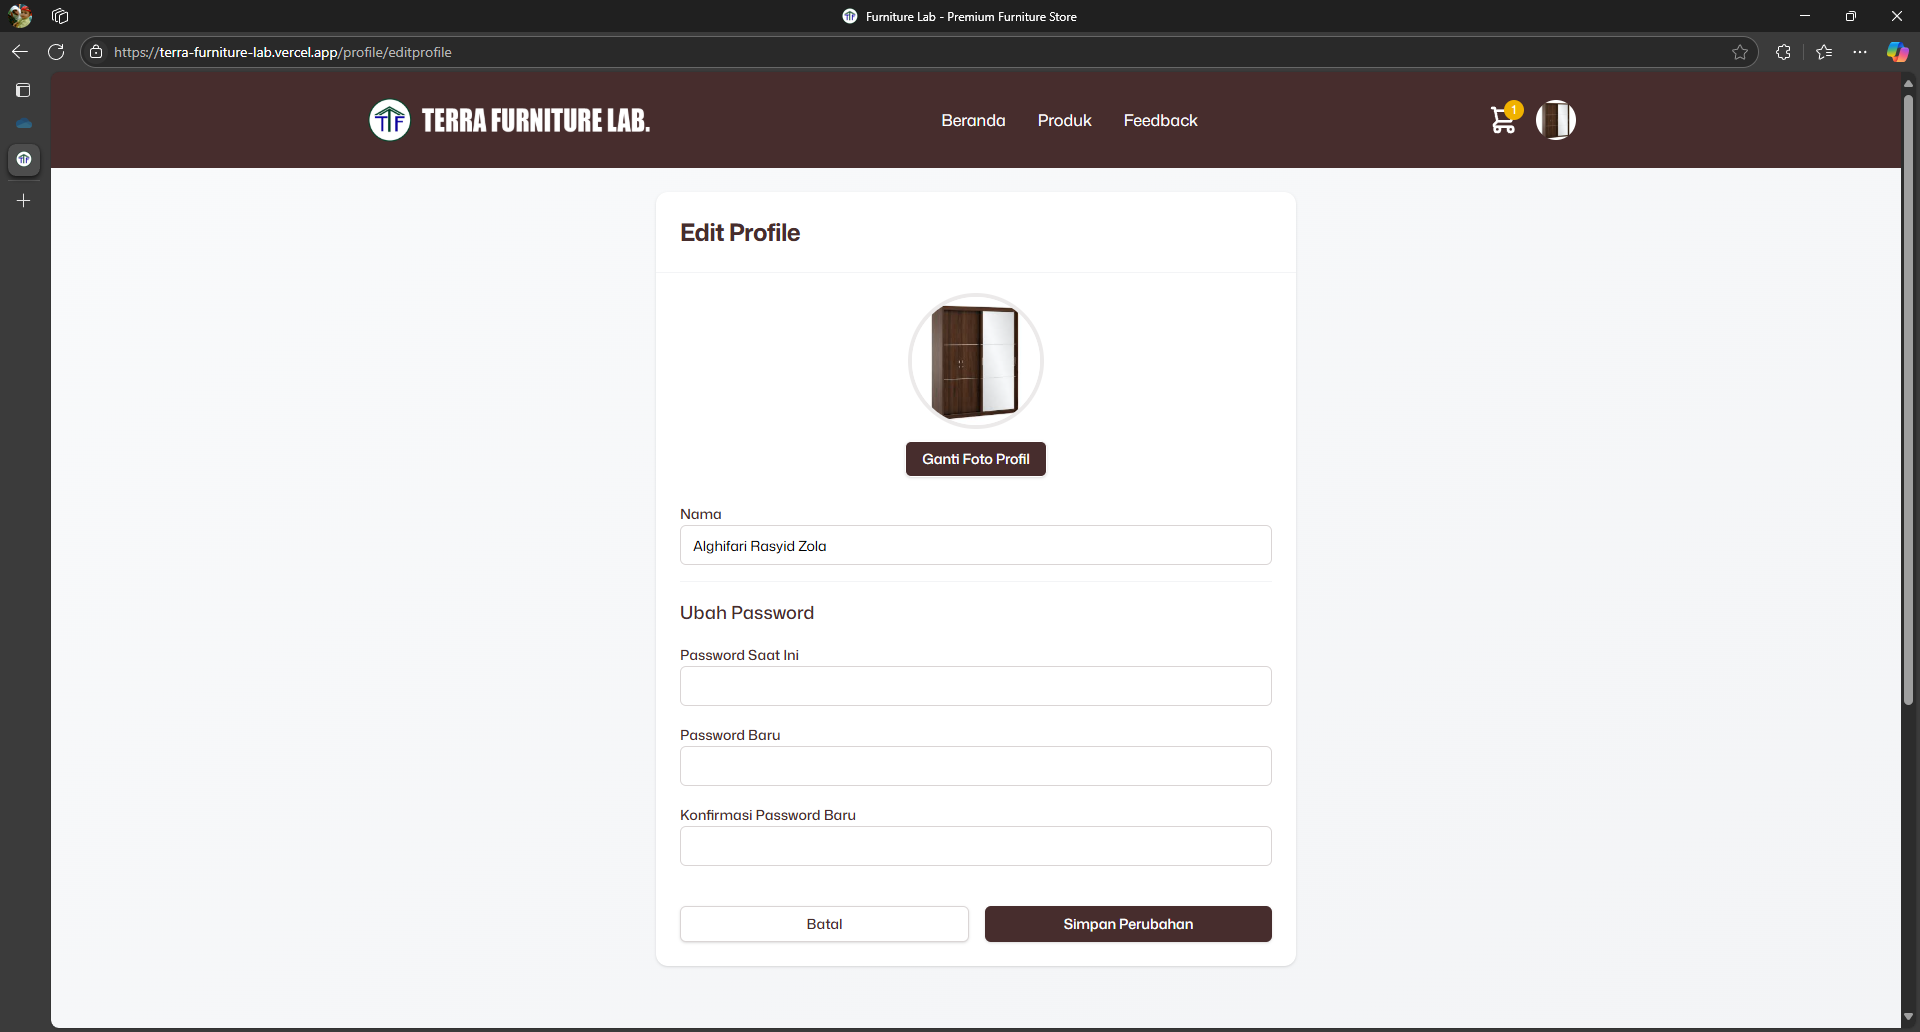 Furniture Lab - Premium Furniture Store
https://terra-furniture-lab.vercel.app/profile/editprofile
TF TERRA FURNITURE LAB.
Beranda Produk Feedback
1
Edit Profile
Ganti Foto Profil
Nama
Alghifari Rasyid Zola
Ubah Password
Password Saat Ini
Password Baru
Konfirmasi Password Baru
Batal Simpan Perubahan